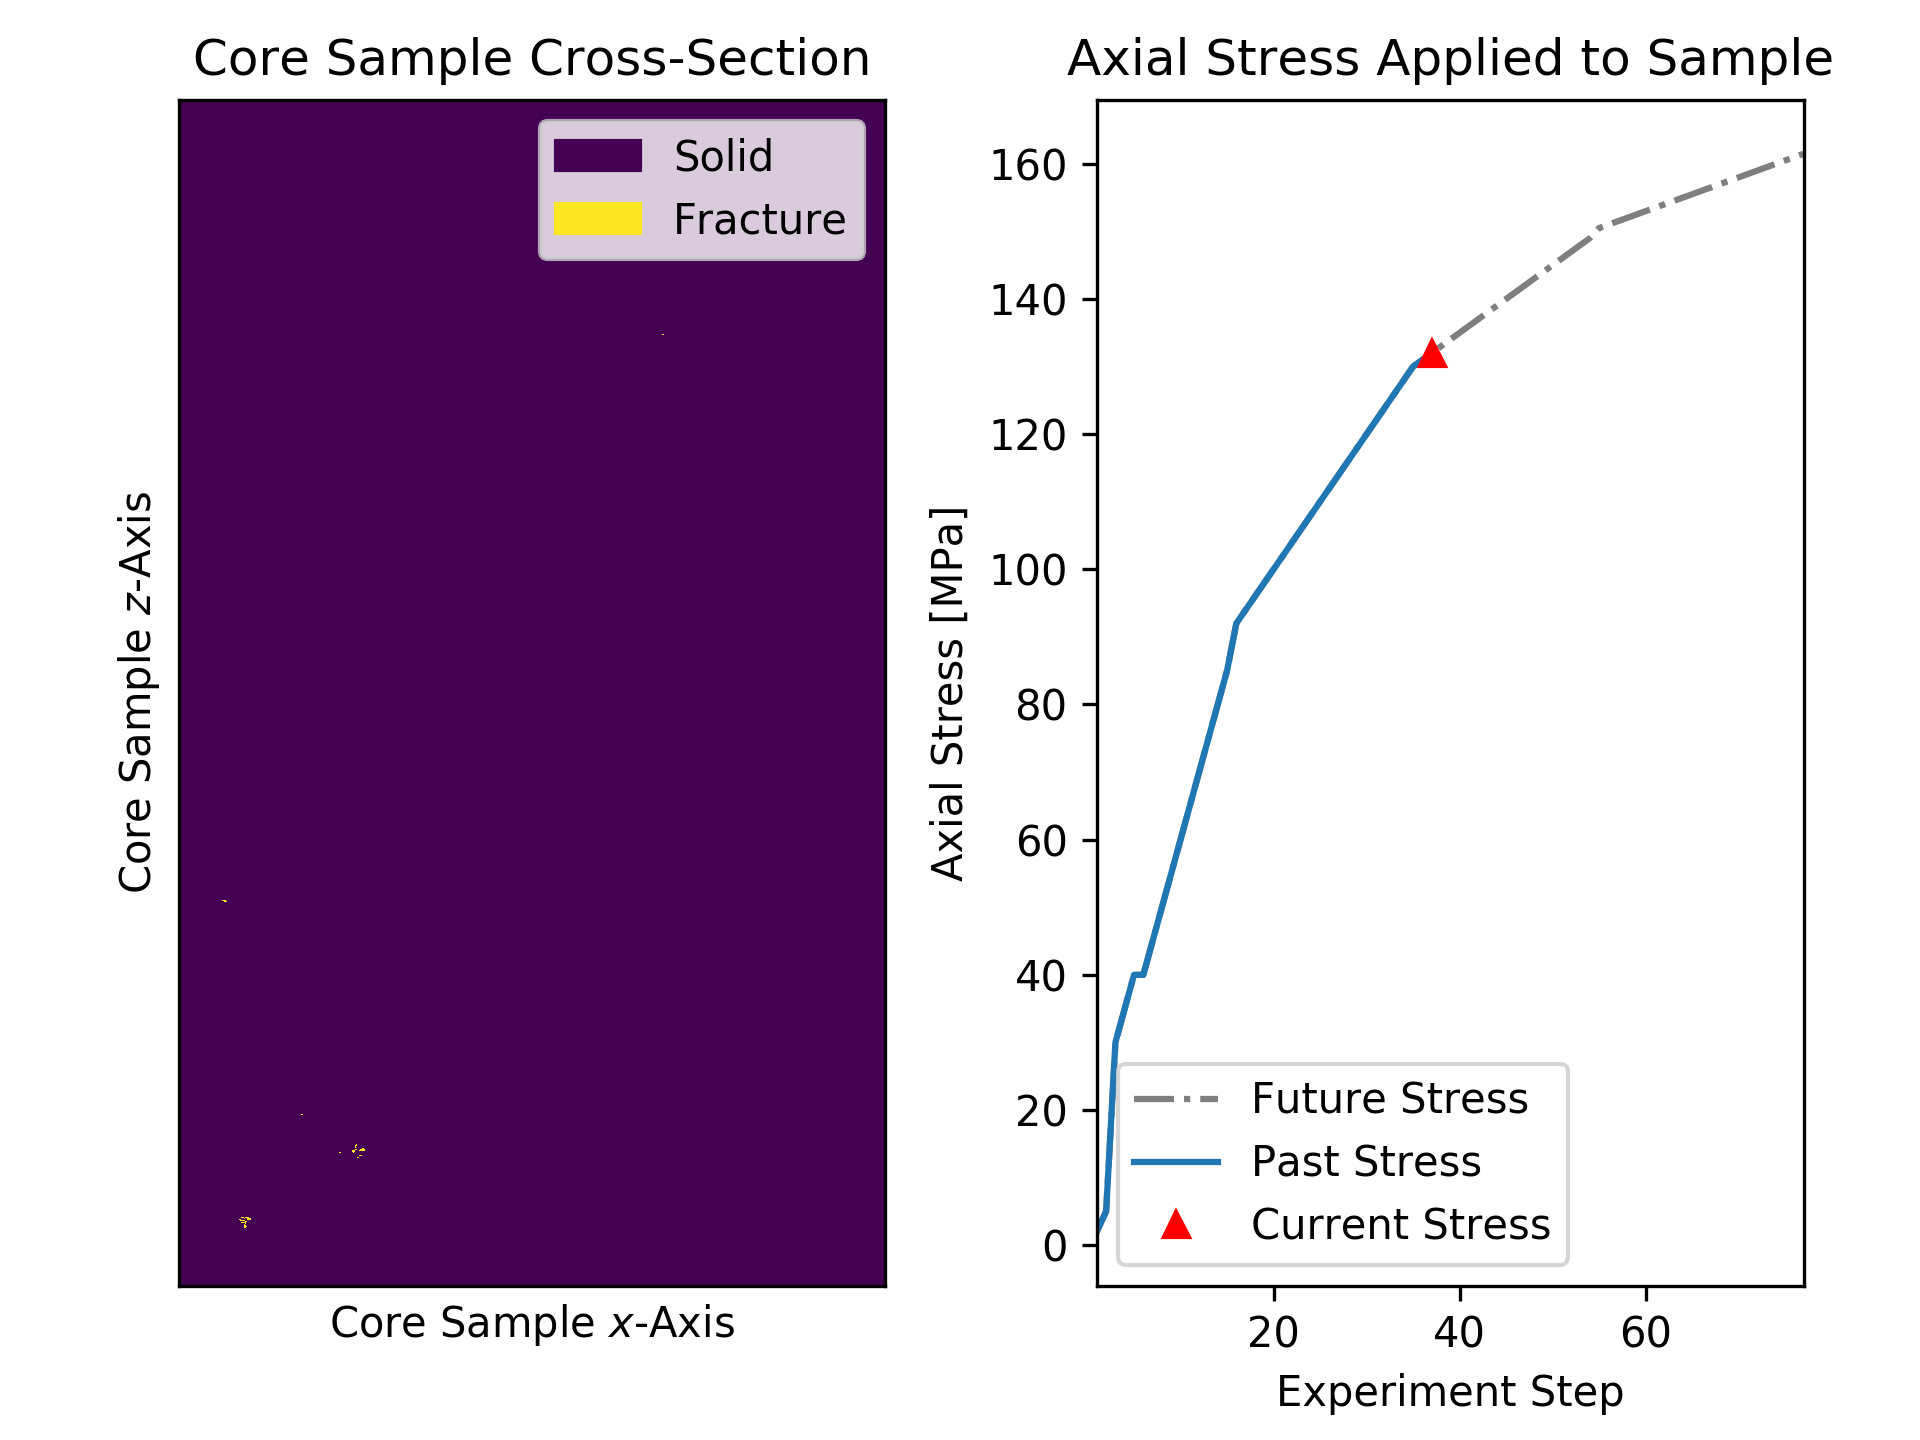 Core Sample Cross-Section
Solid
Fracture
Core Sample z-Axis
Core Sample x-Axis
Axial Stress Applied to Sample
Axial Stress [MPa]
160
140
120
100
80
60
40
20
0
Future Stress
Past Stress
Current Stress
20 40 60
Experiment Step